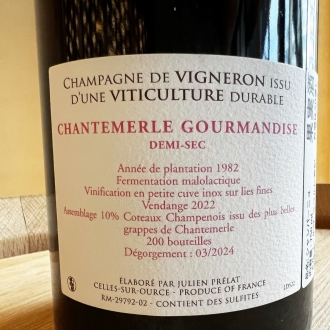 CHAMPAGNE DE VIGNERON ISSU
D'UNE VITICULTURE DURABLE
CHANTEMERLE GOURMANDISE
DEMI-SEC
Année de plantation 1982
Fermentation malolactique
Vinification en petite cuve inox sur lies fines
Vendange 2022
Assemblage 10% Coteaux Champenois issu des plus belles
grappes de Chantemerle
200 bouteilles
Dégorgement : 03/2024
ÉLABORÉ PAR JULIEN PRÉLAT
CELLES-SUR-OURCE - PRODUCE OF FRANCE
RM-29792-02 - CONTIENT DES SULFITES